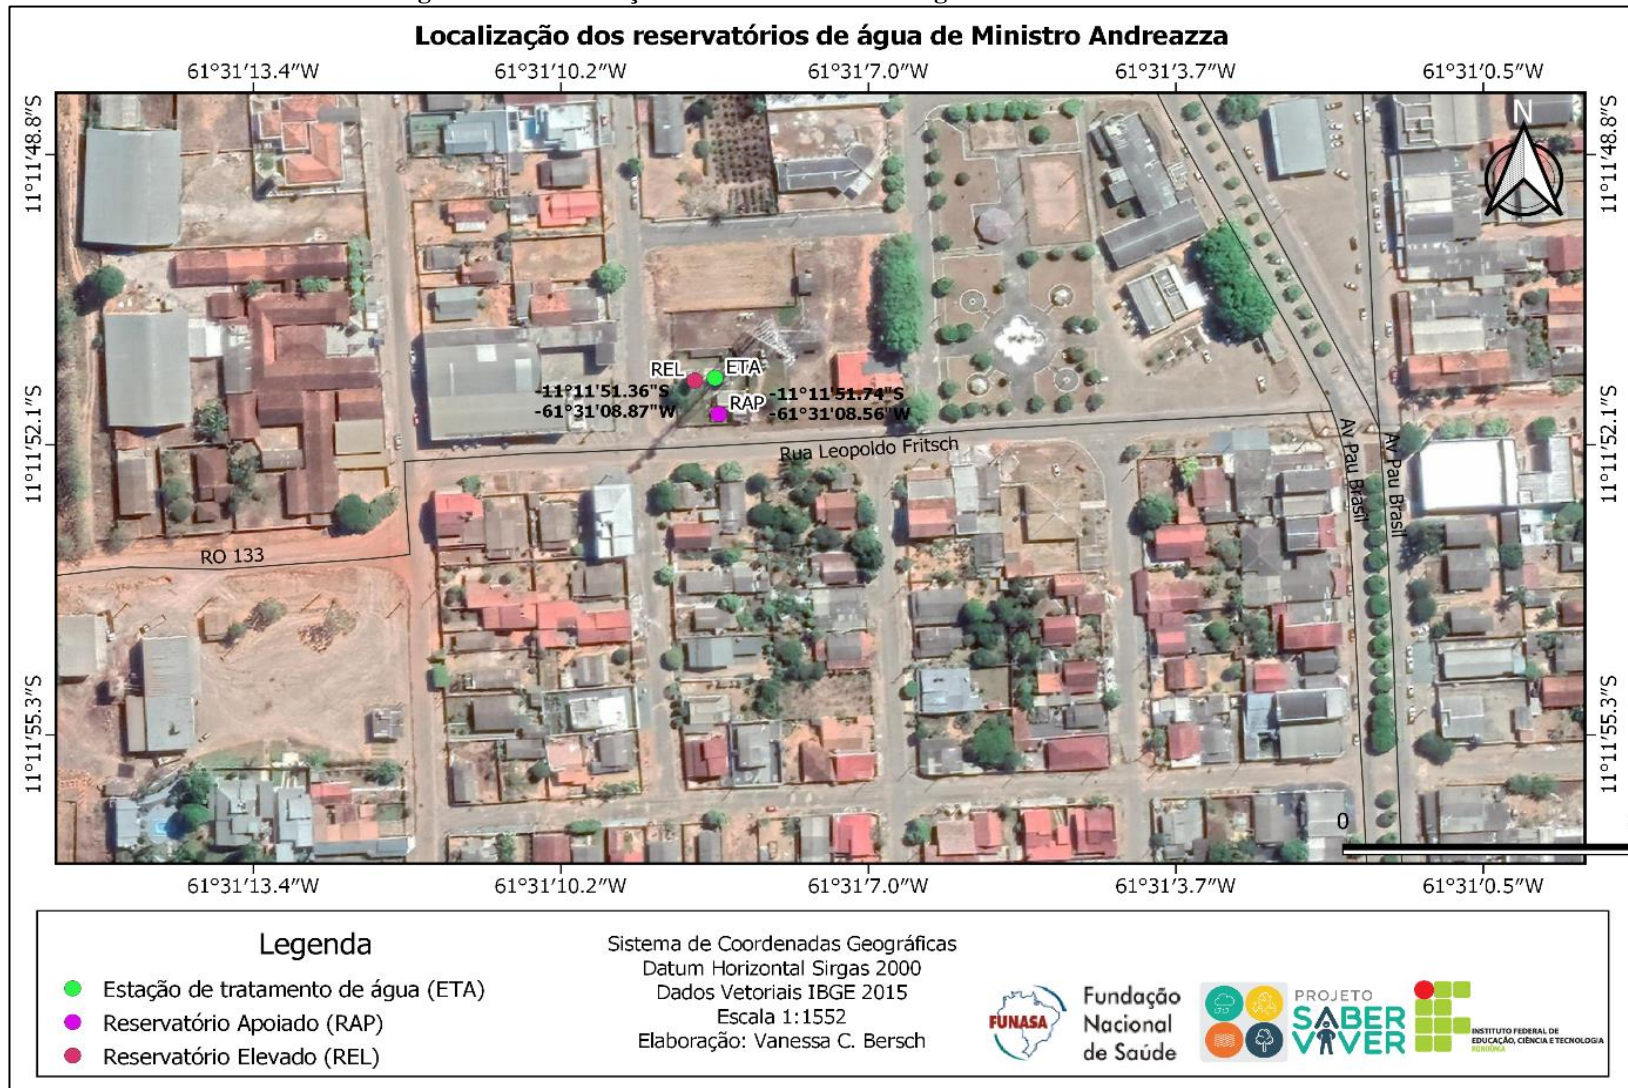 Localização dos reservatórios de água de Ministro Andreazza
61°31′13.4″W 61°31′10.2″W 61°31′7.0″W 61°31′3.7″W 61°31′0.5″W
11°11′48.8″S 11°11′48.8″S
N
REL ETA
-11°11'51.36"S -11°11'51.74"S
-61°31'08.87"W RAP -61°31'08.56"W
11°11′52.1″S 11°11′52.1″S
Rua Leopoldo Fritsch
Av Pau Brasil
Av Pau Brasil
RO 133
11°11′55.3″S 11°11′55.3″S
0
61°31′13.4″W 61°31′10.2″W 61°31′7.0″W 61°31′3.7″W 61°31′0.5″W
Legenda
Estação de tratamento de água (ETA)
Reservatório Apoiado (RAP)
Reservatório Elevado (REL)
Sistema de Coordenadas Geográficas
Datum Horizontal Sirgas 2000
Dados Vetoriais IBGE 2015
Escala 1:1552
Elaboração: Vanessa C. Bersch
FUNASA
Fundação
Nacional
de Saúde
PROJETO
SABER
VIVER
INSTITUTO FEDERAL DE
EDUCAÇÃO, CIÊNCIA E TECNOLOGIA
RONDÔNIA